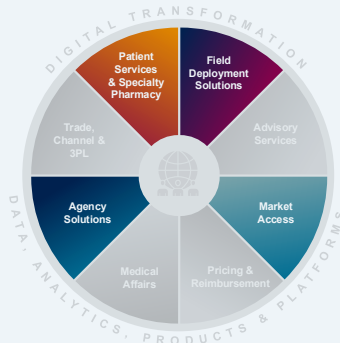 DIGITAL TRANSFORMATION
Patient
Services
& Specialty
Pharmacy
Field
Deployment
Solutions
Trade,
Channel &
3PL
Advisory
Services
Agency
Solutions
Market
Access
Medical
Affairs
Pricing &
Reimbursement
DATA, ANALYTICS, PRODUCTS & PLATFORMS